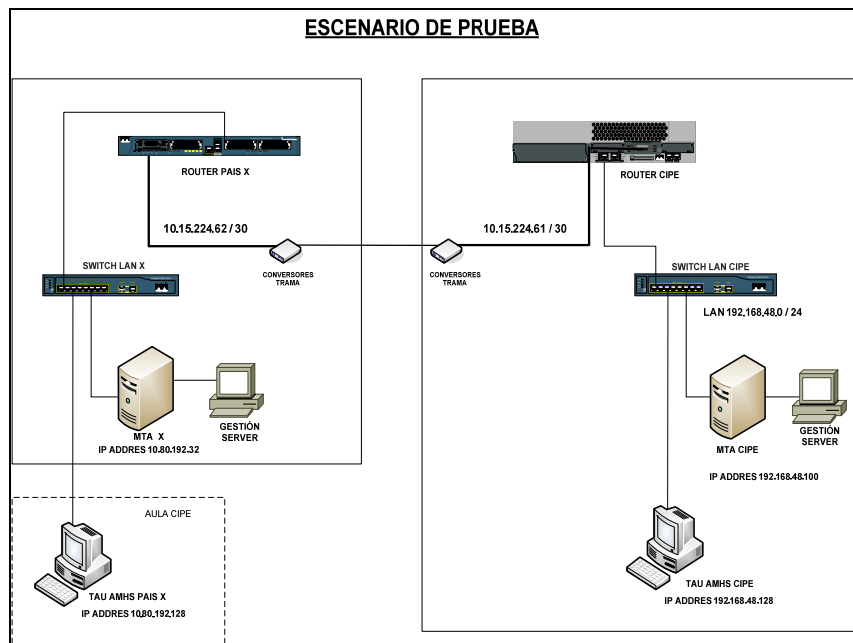 ESCENARIO DE PRUEBA
ROUTER PAIS X
ROUTER CIPE
10.15.224.62 / 30
10.15.224.61 / 30
CONVERSORES
TRAMA
CONVERSORES
TRAMA
SWITCH LAN X
SWITCH LAN CIPE
LAN 192.168.48.0 / 24
MTA X
IP ADDRES 10.80.192.32
GESTIÓN
SERVER
MTA CIPE
GESTIÓN
SERVER
IP ADDRES 192.168.48.100
AULA CIPE
TAU AMHS PAIS X
IP ADDRES 10.80.192.128
TAU AMHS CIPE
IP ADDRES 192.168.48.128